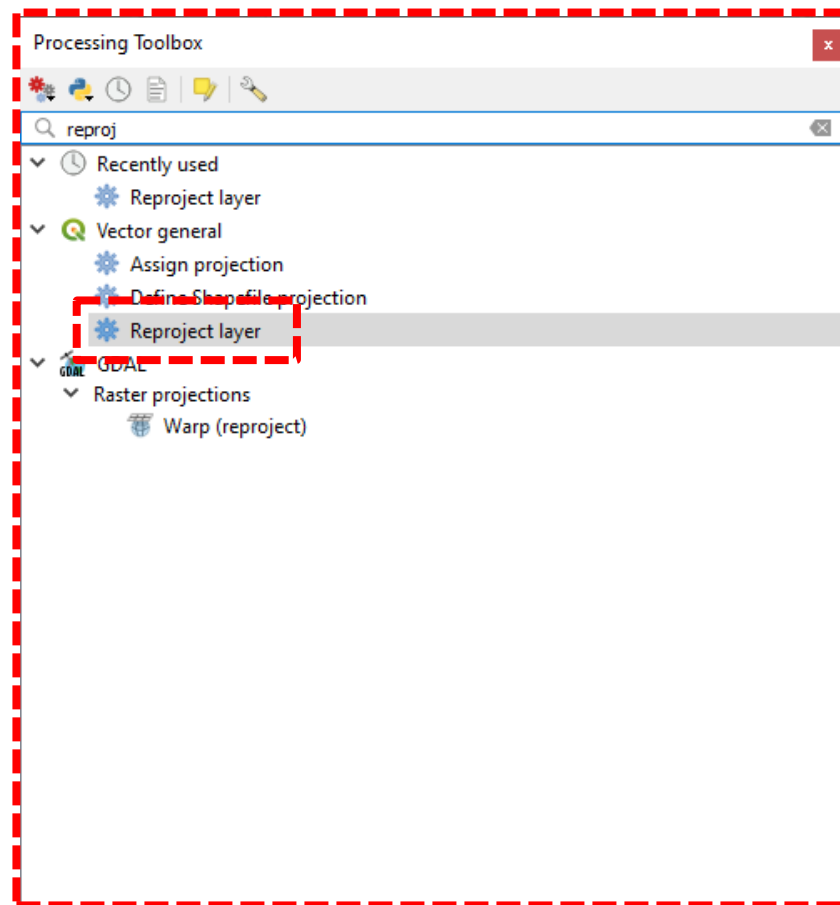 Processing Toolbox
x
reproj
Recently used
Reproject layer
Vector general
Assign projection
Define Shapefile projection
Reproject layer
GDAL GDAL
Raster projections
Warp (reproject)